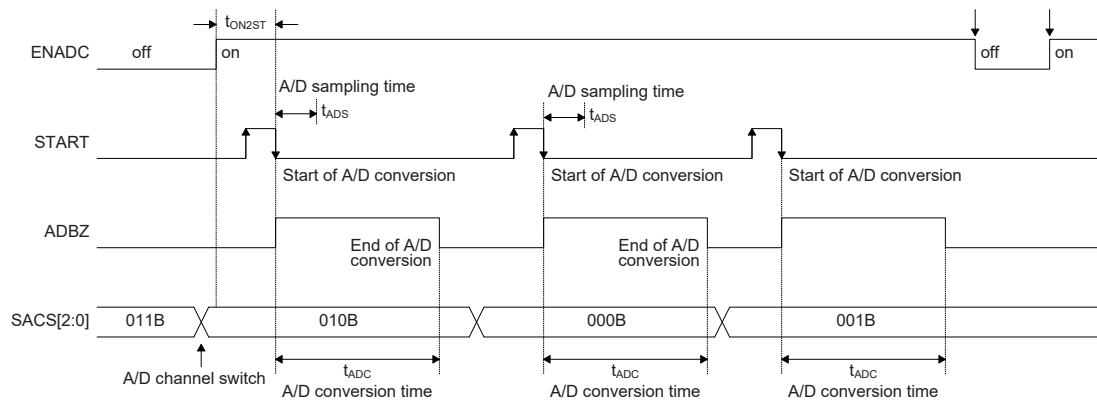 tON2ST
ENADC off on off on
A/D sampling time
tADS
A/D sampling time
tADS
START
Start of A/D conversion
Start of A/D conversion
Start of A/D conversion
ADBZ
End of A/D
conversion
End of A/D
conversion
SACS[2:0] 011B 010B 000B 001B
A/D channel switch
tADC
A/D conversion time
tADC
A/D conversion time
tADC
A/D conversion time